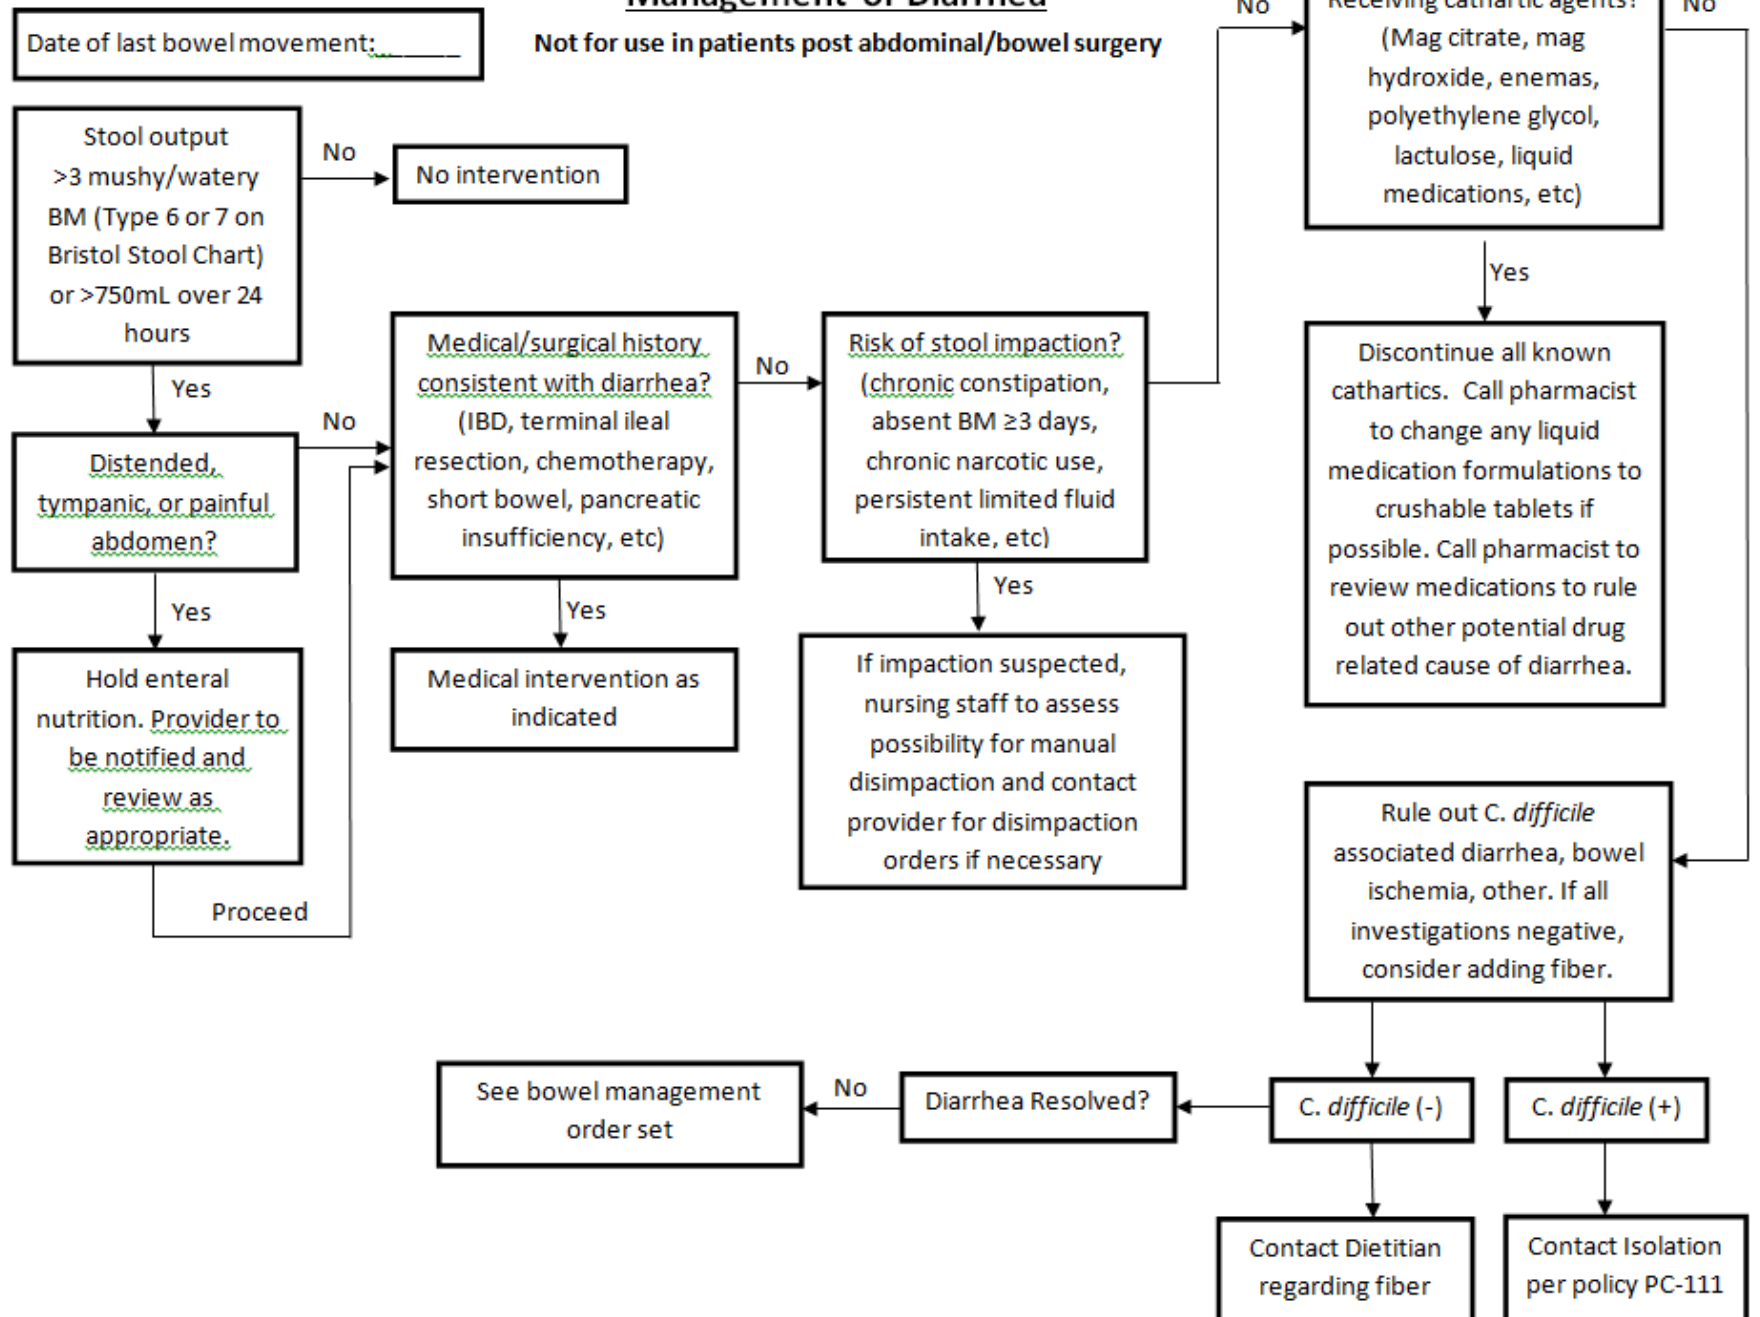 Management of Diarrhea
Not for use in patients post abdominal/bowel surgery
Date of last bowel movement:______
Stool output
>3 mushy/watery
BM (Type 6 or 7 on
Bristol Stool Chart)
or >750mL over 24
hours
No
No intervention
Yes
Distended,
tympanic, or painful
abdomen?
No
Yes
Hold enteral
nutrition. Provider to
be notified and
review as
appropriate.
Proceed
Medical/surgical history
consistent with diarrhea?
(IBD, terminal ileal
resection, chemotherapy,
short bowel, pancreatic
insufficiency, etc)
No
Yes
Medical intervention as
indicated
Risk of stool impaction?
(chronic constipation,
absent BM ≥3 days,
chronic narcotic use,
persistent limited fluid
intake, etc)
Yes
If impaction suspected,
nursing staff to assess
possibility for manual
disimpaction and contact
provider for disimpaction
orders if necessary
No
Receiving cathartic agents?
(Mag citrate, mag
hydroxide, enemas,
polyethylene glycol,
lactulose, liquid
medications, etc)
No
Yes
Discontinue all known
cathartics. Call pharmacist
to change any liquid
medication formulations to
crushable tablets if
possible. Call pharmacist to
review medications to rule
out other potential drug
related cause of diarrhea.
Rule out C. difficile
associated diarrhea, bowel
ischemia, other. If all
investigations negative,
consider adding fiber.
C. difficile (-)
C. difficile (+)
Diarrhea Resolved?
No
See bowel management
order set
Contact Dietitian
regarding fiber
Contact Isolation
per policy PC-111